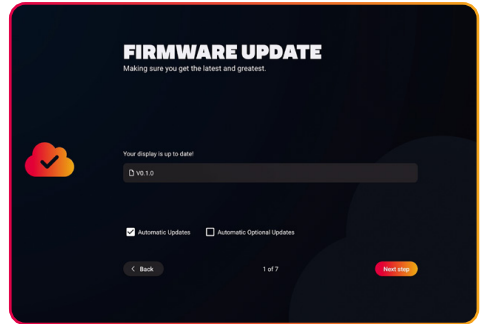 FIRMWARE UPDATE
Making sure you get the latest and greatest.
Your display is up to date!
V0.1.0
Automatic Updates Automatic Optional Updates
Back 1 of 7 Next step